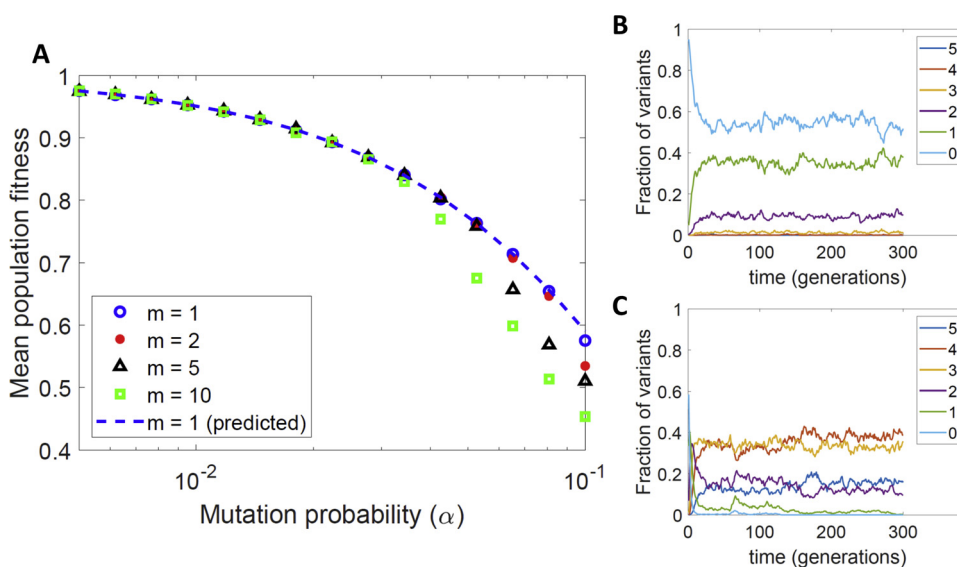 A
Mean population fitness
1
0.9
0.8
0.7
0.6
0.5
0.4
m = 1
m = 2
m = 5
m = 10
m = 1 (predicted)
10-2
10-1
Mutation probability (α)
B
Fraction of variants
1
0.8
0.6
0.4
0.2
0
0 100 200 300
time (generations)
5
4
3
2
1
0
C
Fraction of variants
1
0.8
0.6
0.4
0.2
0
0 100 200 300
time (generations)
5
4
3
2
1
0